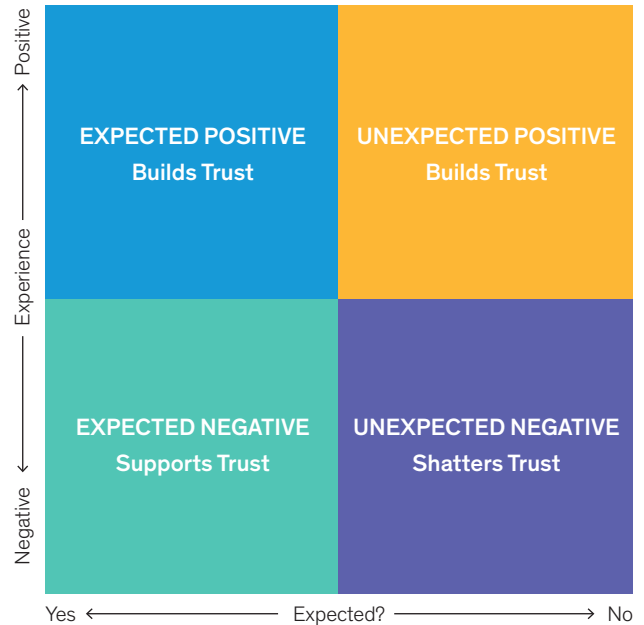 Positive
Experience
Negative
EXPECTED POSITIVE
Builds Trust
UNEXPECTED POSITIVE
Builds Trust
EXPECTED NEGATIVE
Supports Trust
UNEXPECTED NEGATIVE
Shatters Trust
Yes
Expected?
No